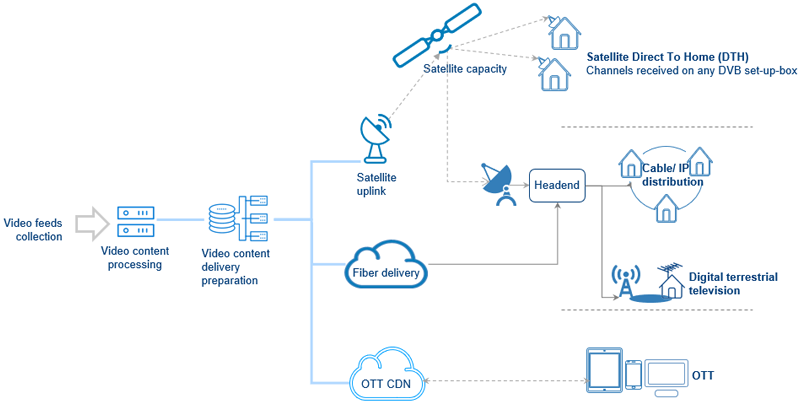 Satellite capacity
Satellite Direct To Home (DTH)
Channels received on any DVB set-up-box
Satellite
uplink
Headend
Cable/ IP
distribution
Video feeds
collection
Video content
processing
Video content
delivery
preparation
Fiber delivery
Digital terrestrial
television
OTT CDN
OTT